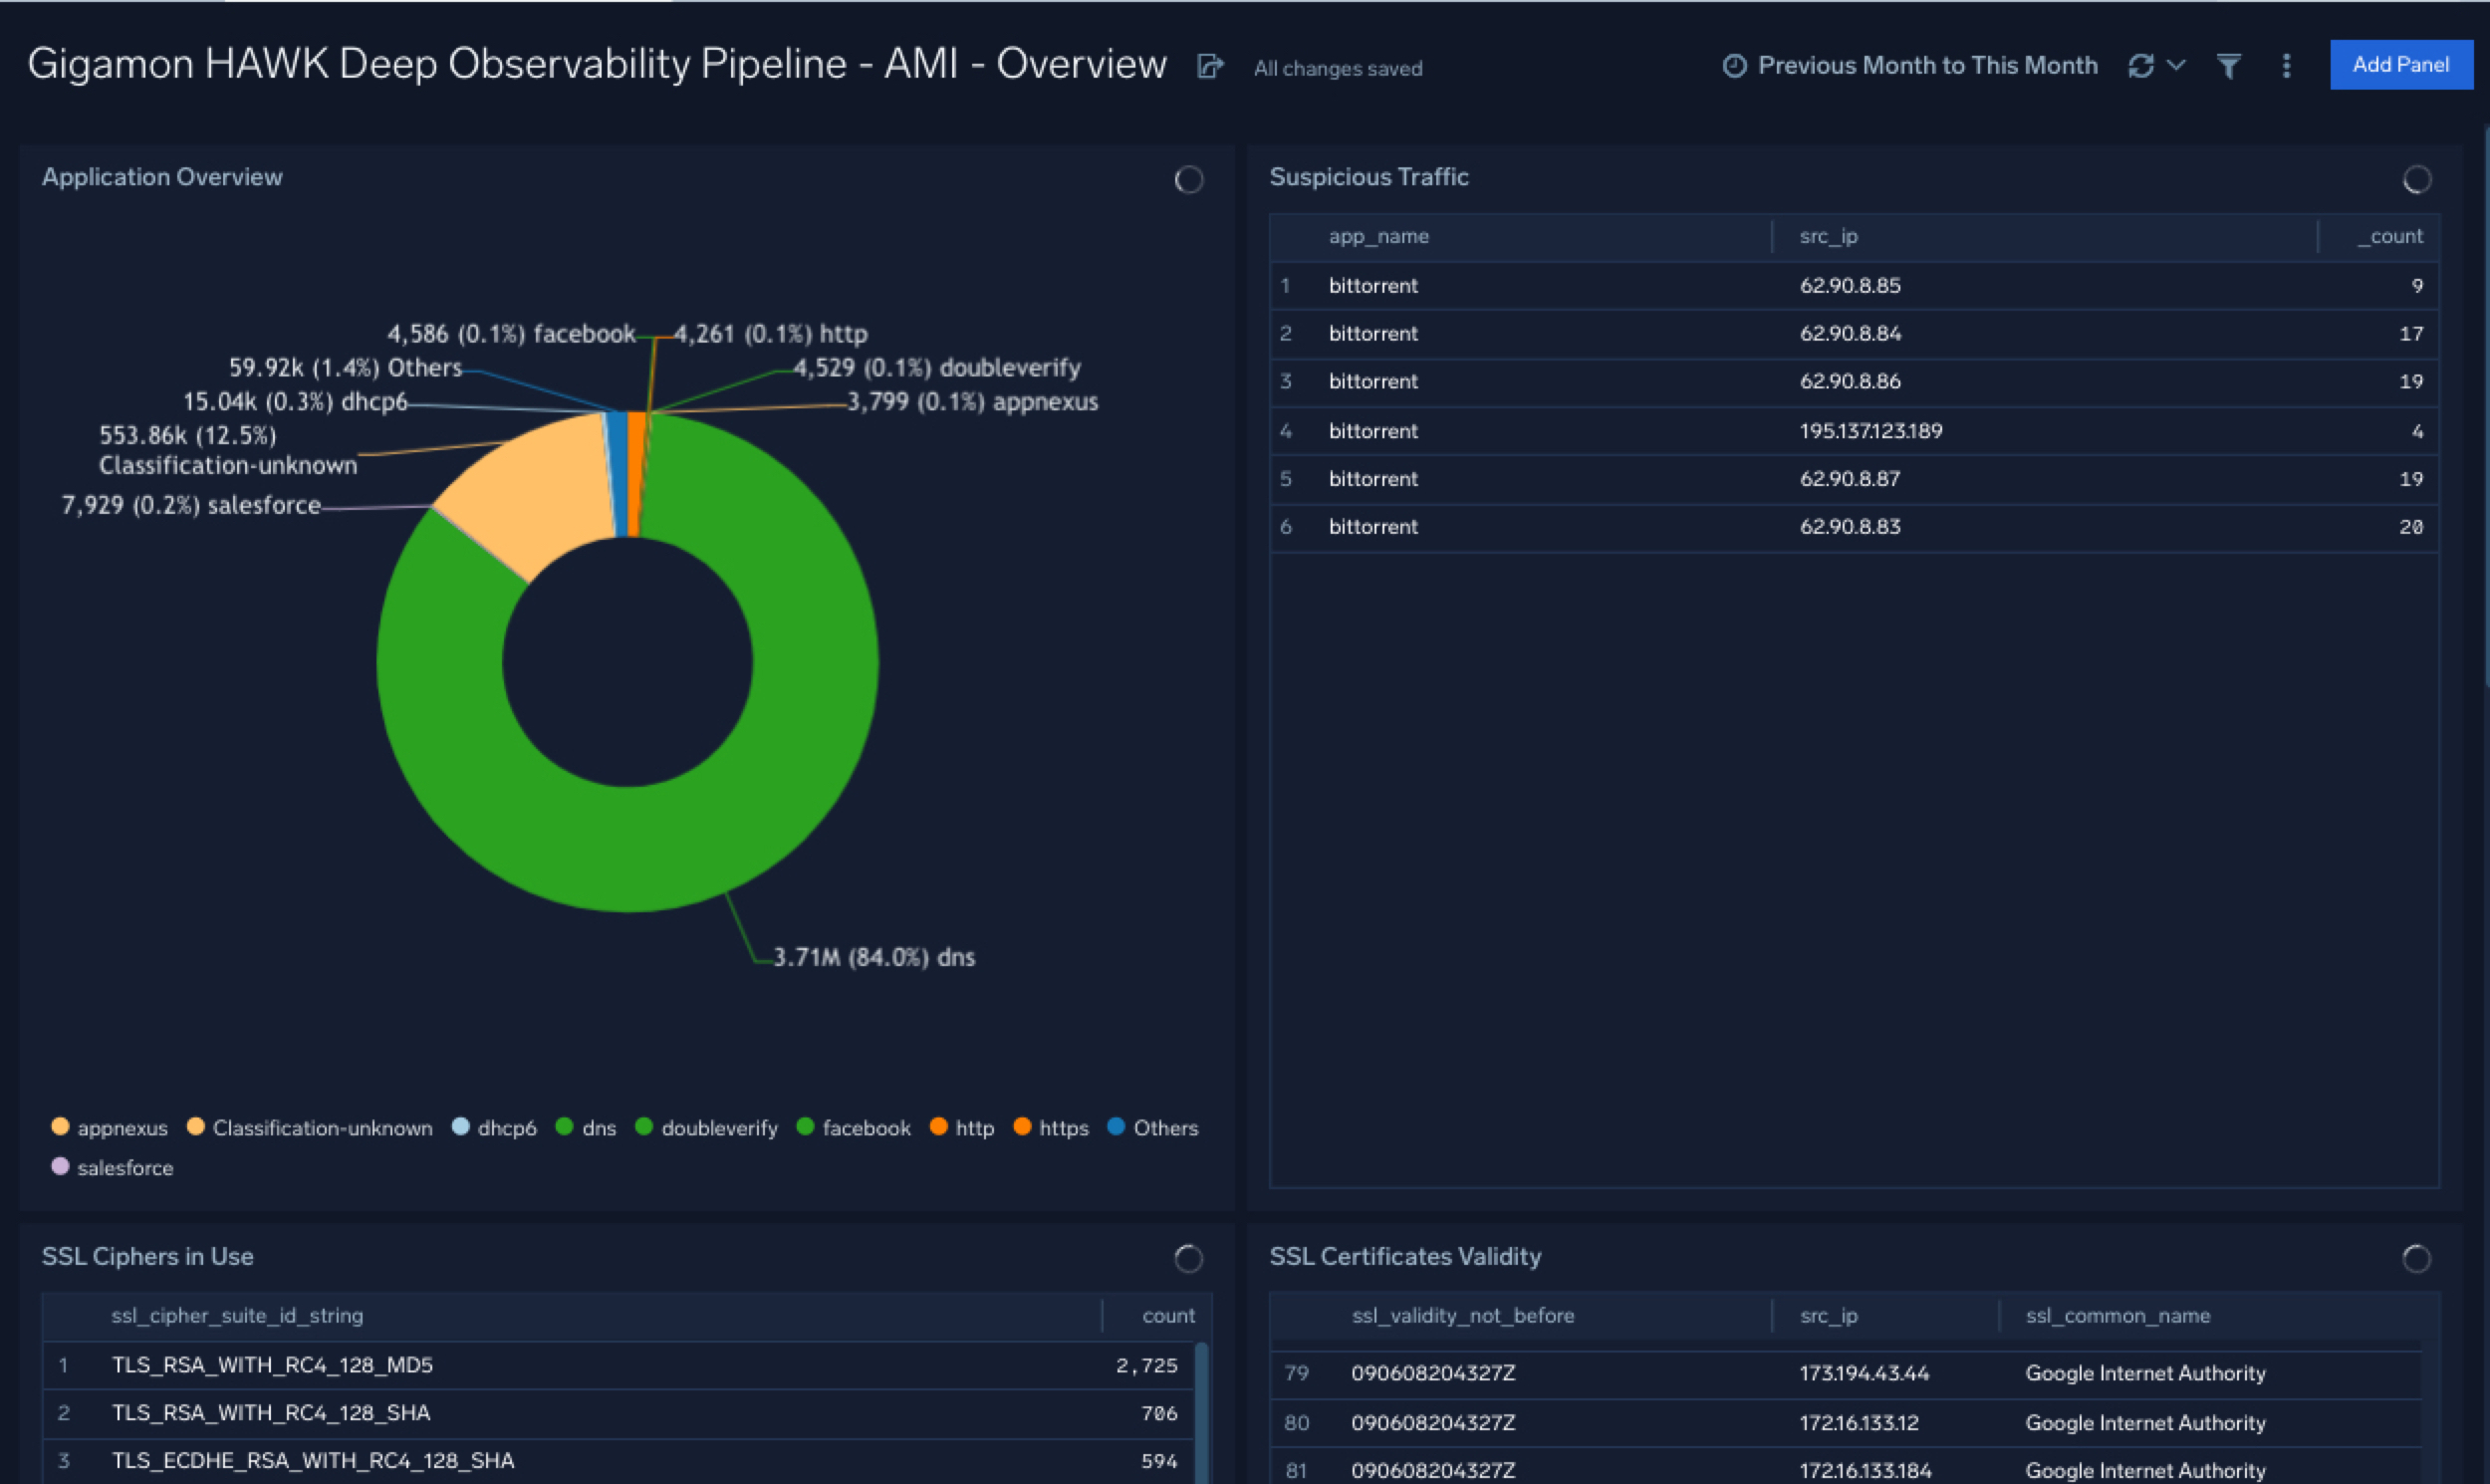 Gigamon HAWK Deep Observability Pipeline - AMI - Overview
All changes saved
Previous Month to This Month
Add Panel
Application Overview
4,586 (0.1%) facebook
4,261 (0.1%) http
59.92k (1.4%) Others
4,529 (0.1%) doubleverify
15.04k (0.3%) dhcp6
3,799 (0.1%) appnexus
553.86k (12.5%)
Classification-unknown
7,929 (0.2%) salesforce
3.71M (84.0%) dns
appnexus Classification-unknown dhcp6 dns doubleverify facebook http https Others
salesforce
Suspicious Traffic
app_name src_ip _count
1 bittorrent 62.90.8.85 9
2 bittorrent 62.90.8.84 17
3 bittorrent 62.90.8.86 19
4 bittorrent 195.137.123.189 4
5 bittorrent 62.90.8.87 19
6 bittorrent 62.90.8.83 20
SSL Ciphers in Use
ssl_cipher_suite_id_string count
1 TLS_RSA_WITH_RC4_128_MD5 2,725
2 TLS_RSA_WITH_RC4_128_SHA 706
3 TLS_ECDHE_RSA_WITH_RC4_128_SHA 594
SSL Certificates Validity
ssl_validity_not_before src_ip ssl_common_name
79 090608204327Z 173.194.43.44 Google Internet Authority
80 090608204327Z 172.16.133.12 Google Internet Authority
81 090608204327Z 172.16.133.184 Google Internet Authority